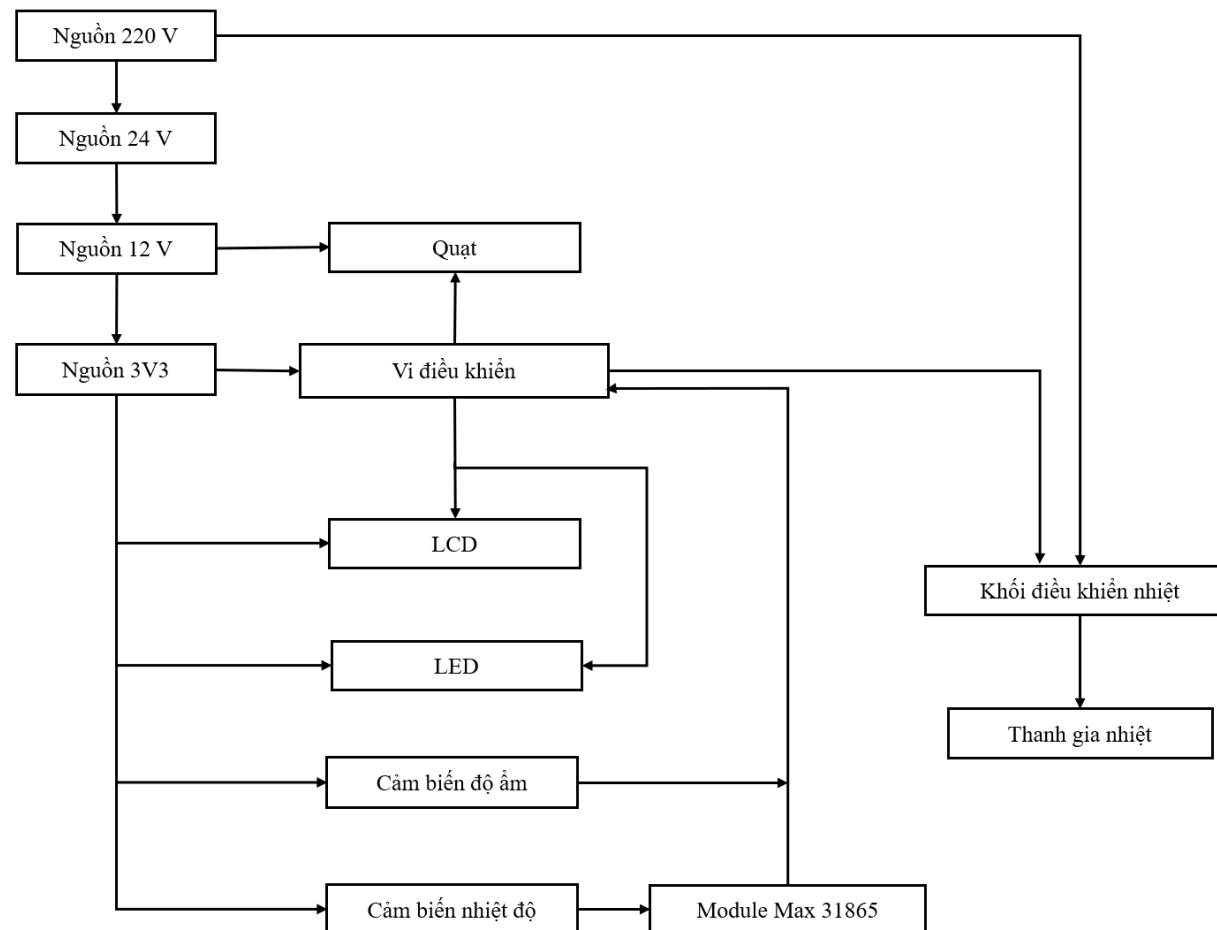 Nguồn 220 V
Nguồn 24 V
Nguồn 12 V
Quạt
Nguồn 3V3
Vi điều khiển
LCD
Khối điều khiển nhiệt
LED
Thanh gia nhiệt
Cảm biến độ ẩm
Cảm biến nhiệt độ
Module Max 31865